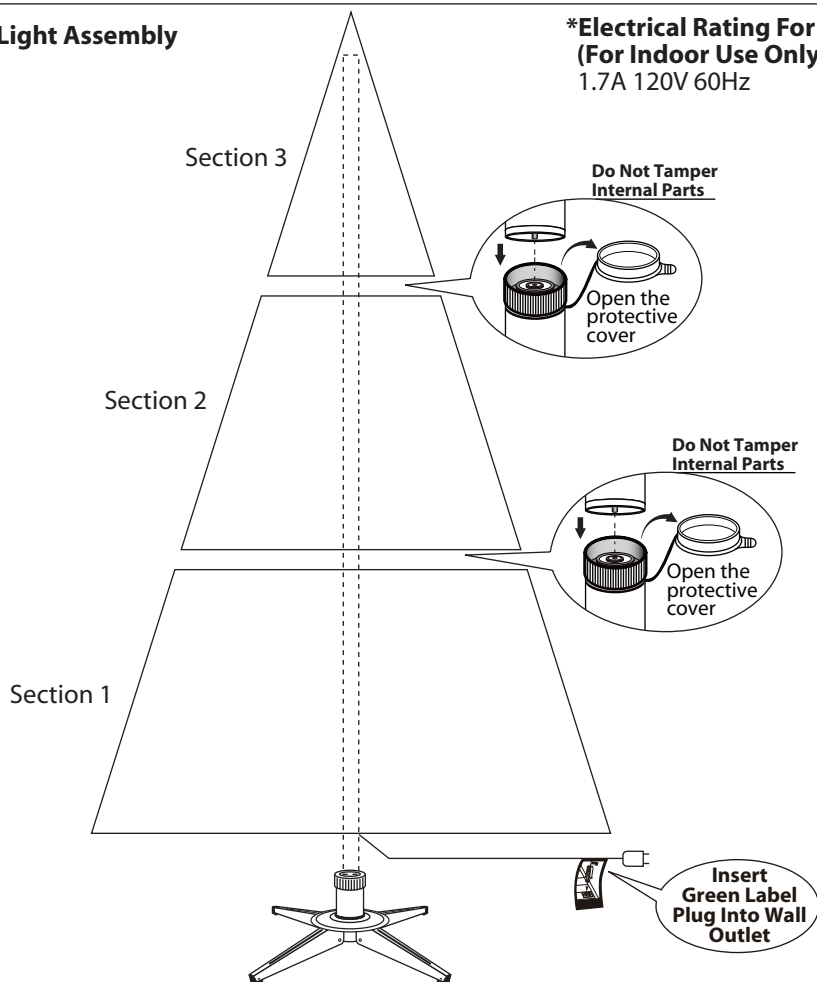 Light Assembly
*Electrical Rating For
(For Indoor Use Only
1.7A 120V 60Hz
Section 3
Do Not Tamper
Internal Parts
Open the
protective
cover
Section 2
Do Not Tamper
Internal Parts
Open the
protective
cover
Section 1
Insert
Green Label
Plug Into Wall
Outlet